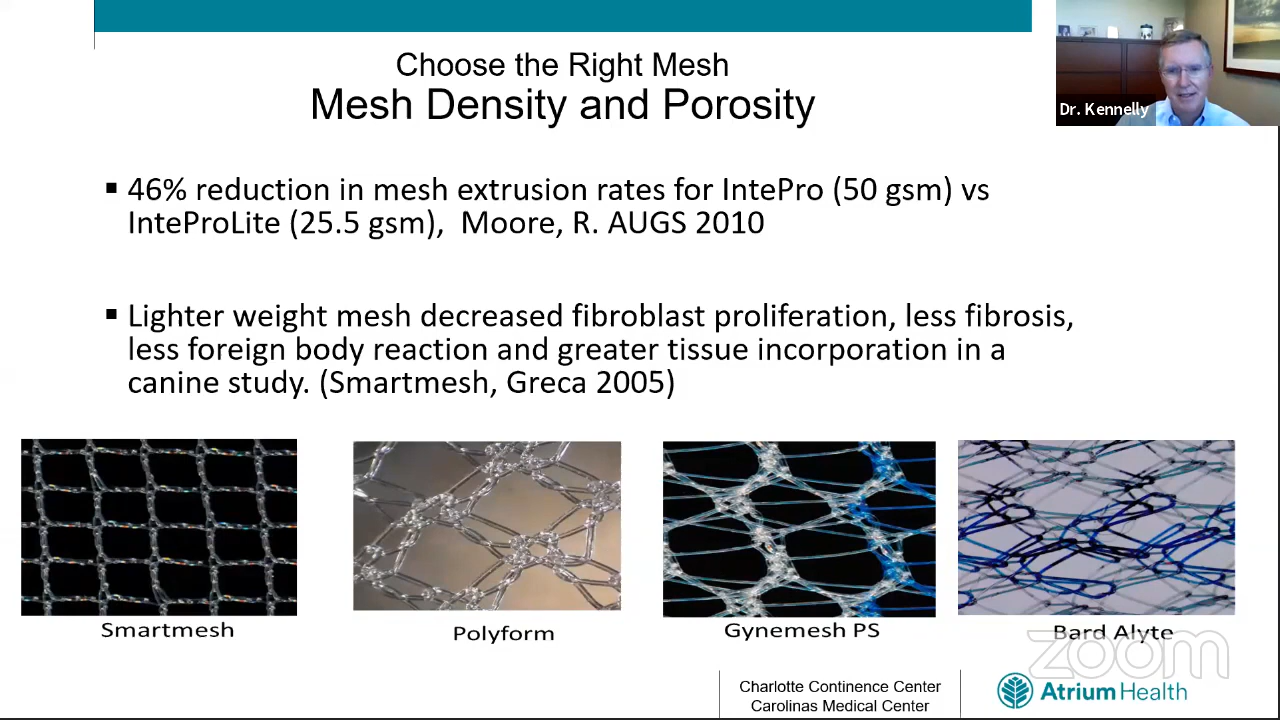 Choose the Right Mesh
Mesh Density and Porosity
Dr. Kennelly
▪ 46% reduction in mesh extrusion rates for IntePro (50 gsm) vs
InteProLite (25.5 gsm),  Moore, R. AUGS 2010
▪ Lighter weight mesh decreased fibroblast proliferation, less fibrosis,
less foreign body reaction and greater tissue incorporation in a
canine study. (Smartmesh, Greca 2005)
Smartmesh
Polyform
Gynemesh PS
Bard Alyte
zoom
Charlotte Continence Center
Carolinas Medical Center
Atrium Health